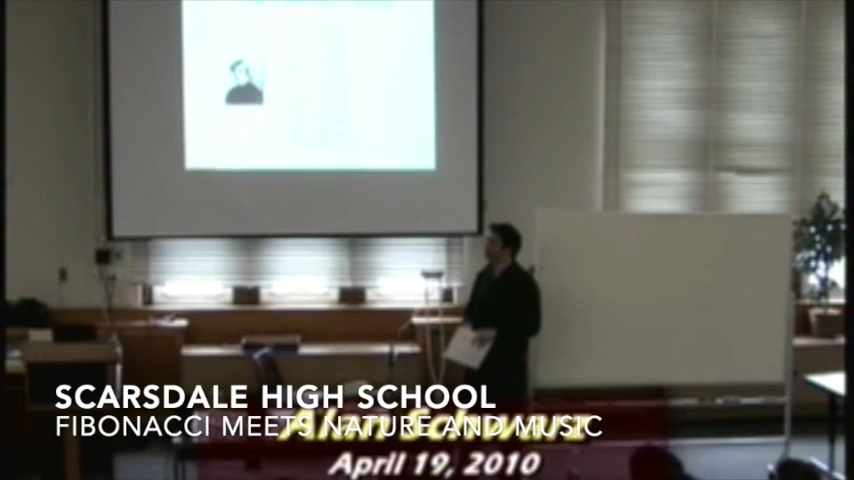 SCARSDALE HIGH SCHOOL
FIBONACCI MEETS NATURE AND MUSIC
April 19, 2010